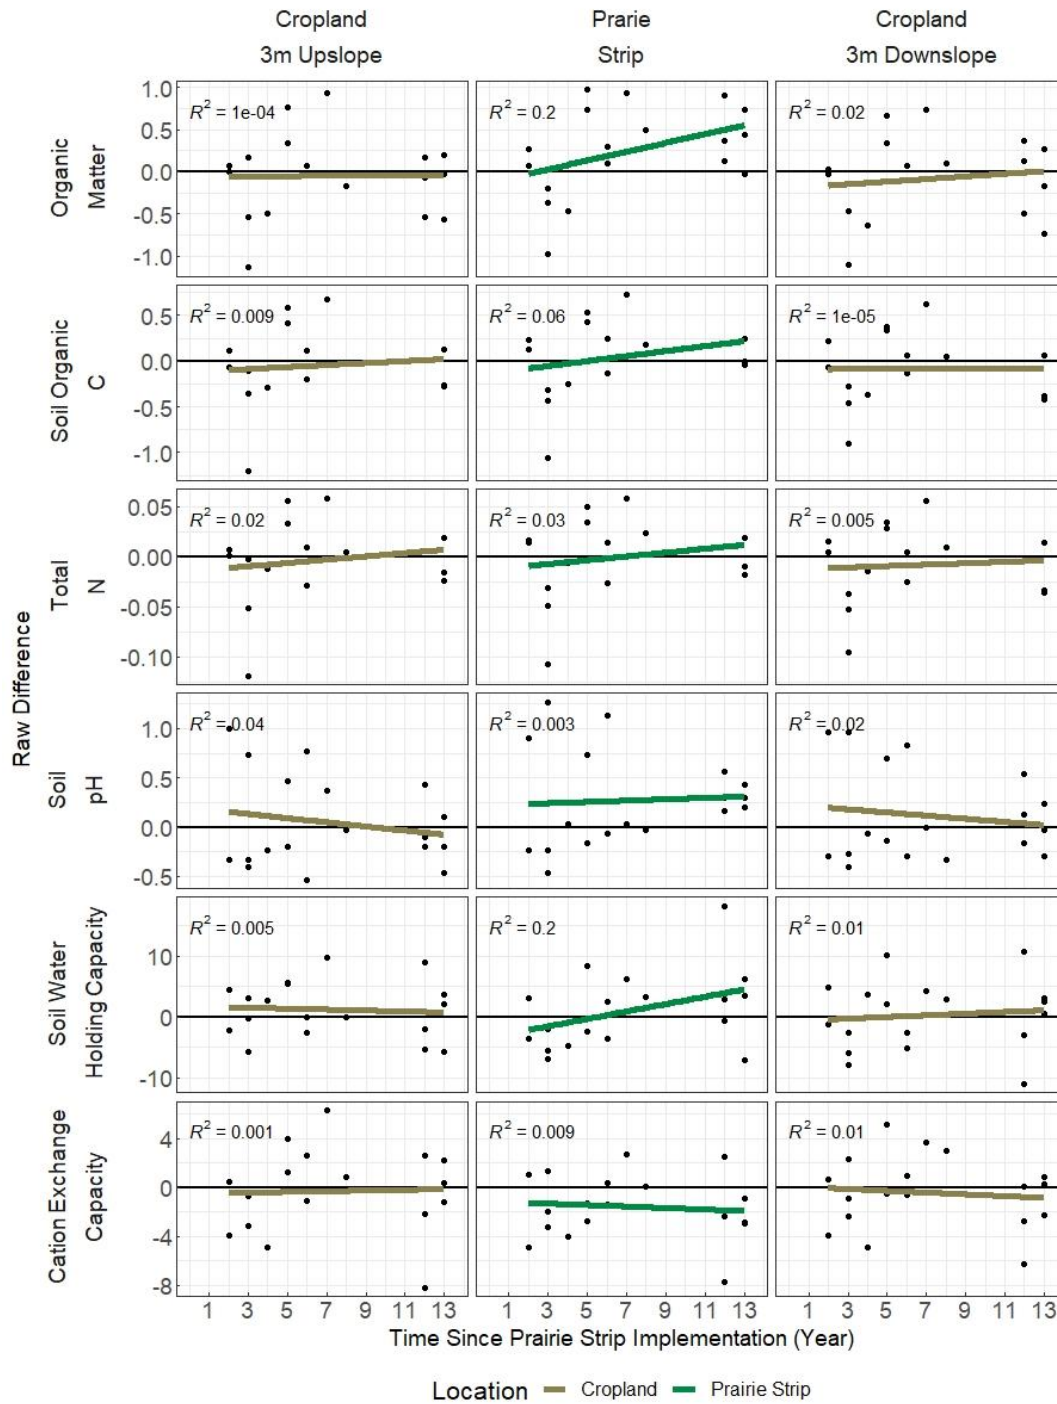 Cropland
3m Upslope
Prarie
Strip
Cropland
3m Downslope
Raw Difference
Organic
Matter
1.0
0.5
0.0
-0.5
-1.0
R² = 1e-04
R² = 0.2
R² = 0.02
Soil Organic
C
0.5
0.0
-0.5
-1.0
R² = 0.009
R² = 0.06
R² = 1e-05
Total
N
0.05
0.00
-0.05
-0.10
R² = 0.02
R² = 0.03
R² = 0.005
Soil
pH
1.0
0.5
0.0
-0.5
R² = 0.04
R² = 0.003
R² = 0.02
Soil Water
Holding Capacity
10
0
-10
R² = 0.005
R² = 0.2
R² = 0.01
Cation Exchange
Capacity
4
0
-4
-8
R² = 0.001
R² = 0.009
R² = 0.01
1 3 5 7 9 11 13 1 3 5 7 9 11 13 1 3 5 7 9 11 13
Time Since Prairie Strip Implementation (Year)
Location Cropland Prairie Strip